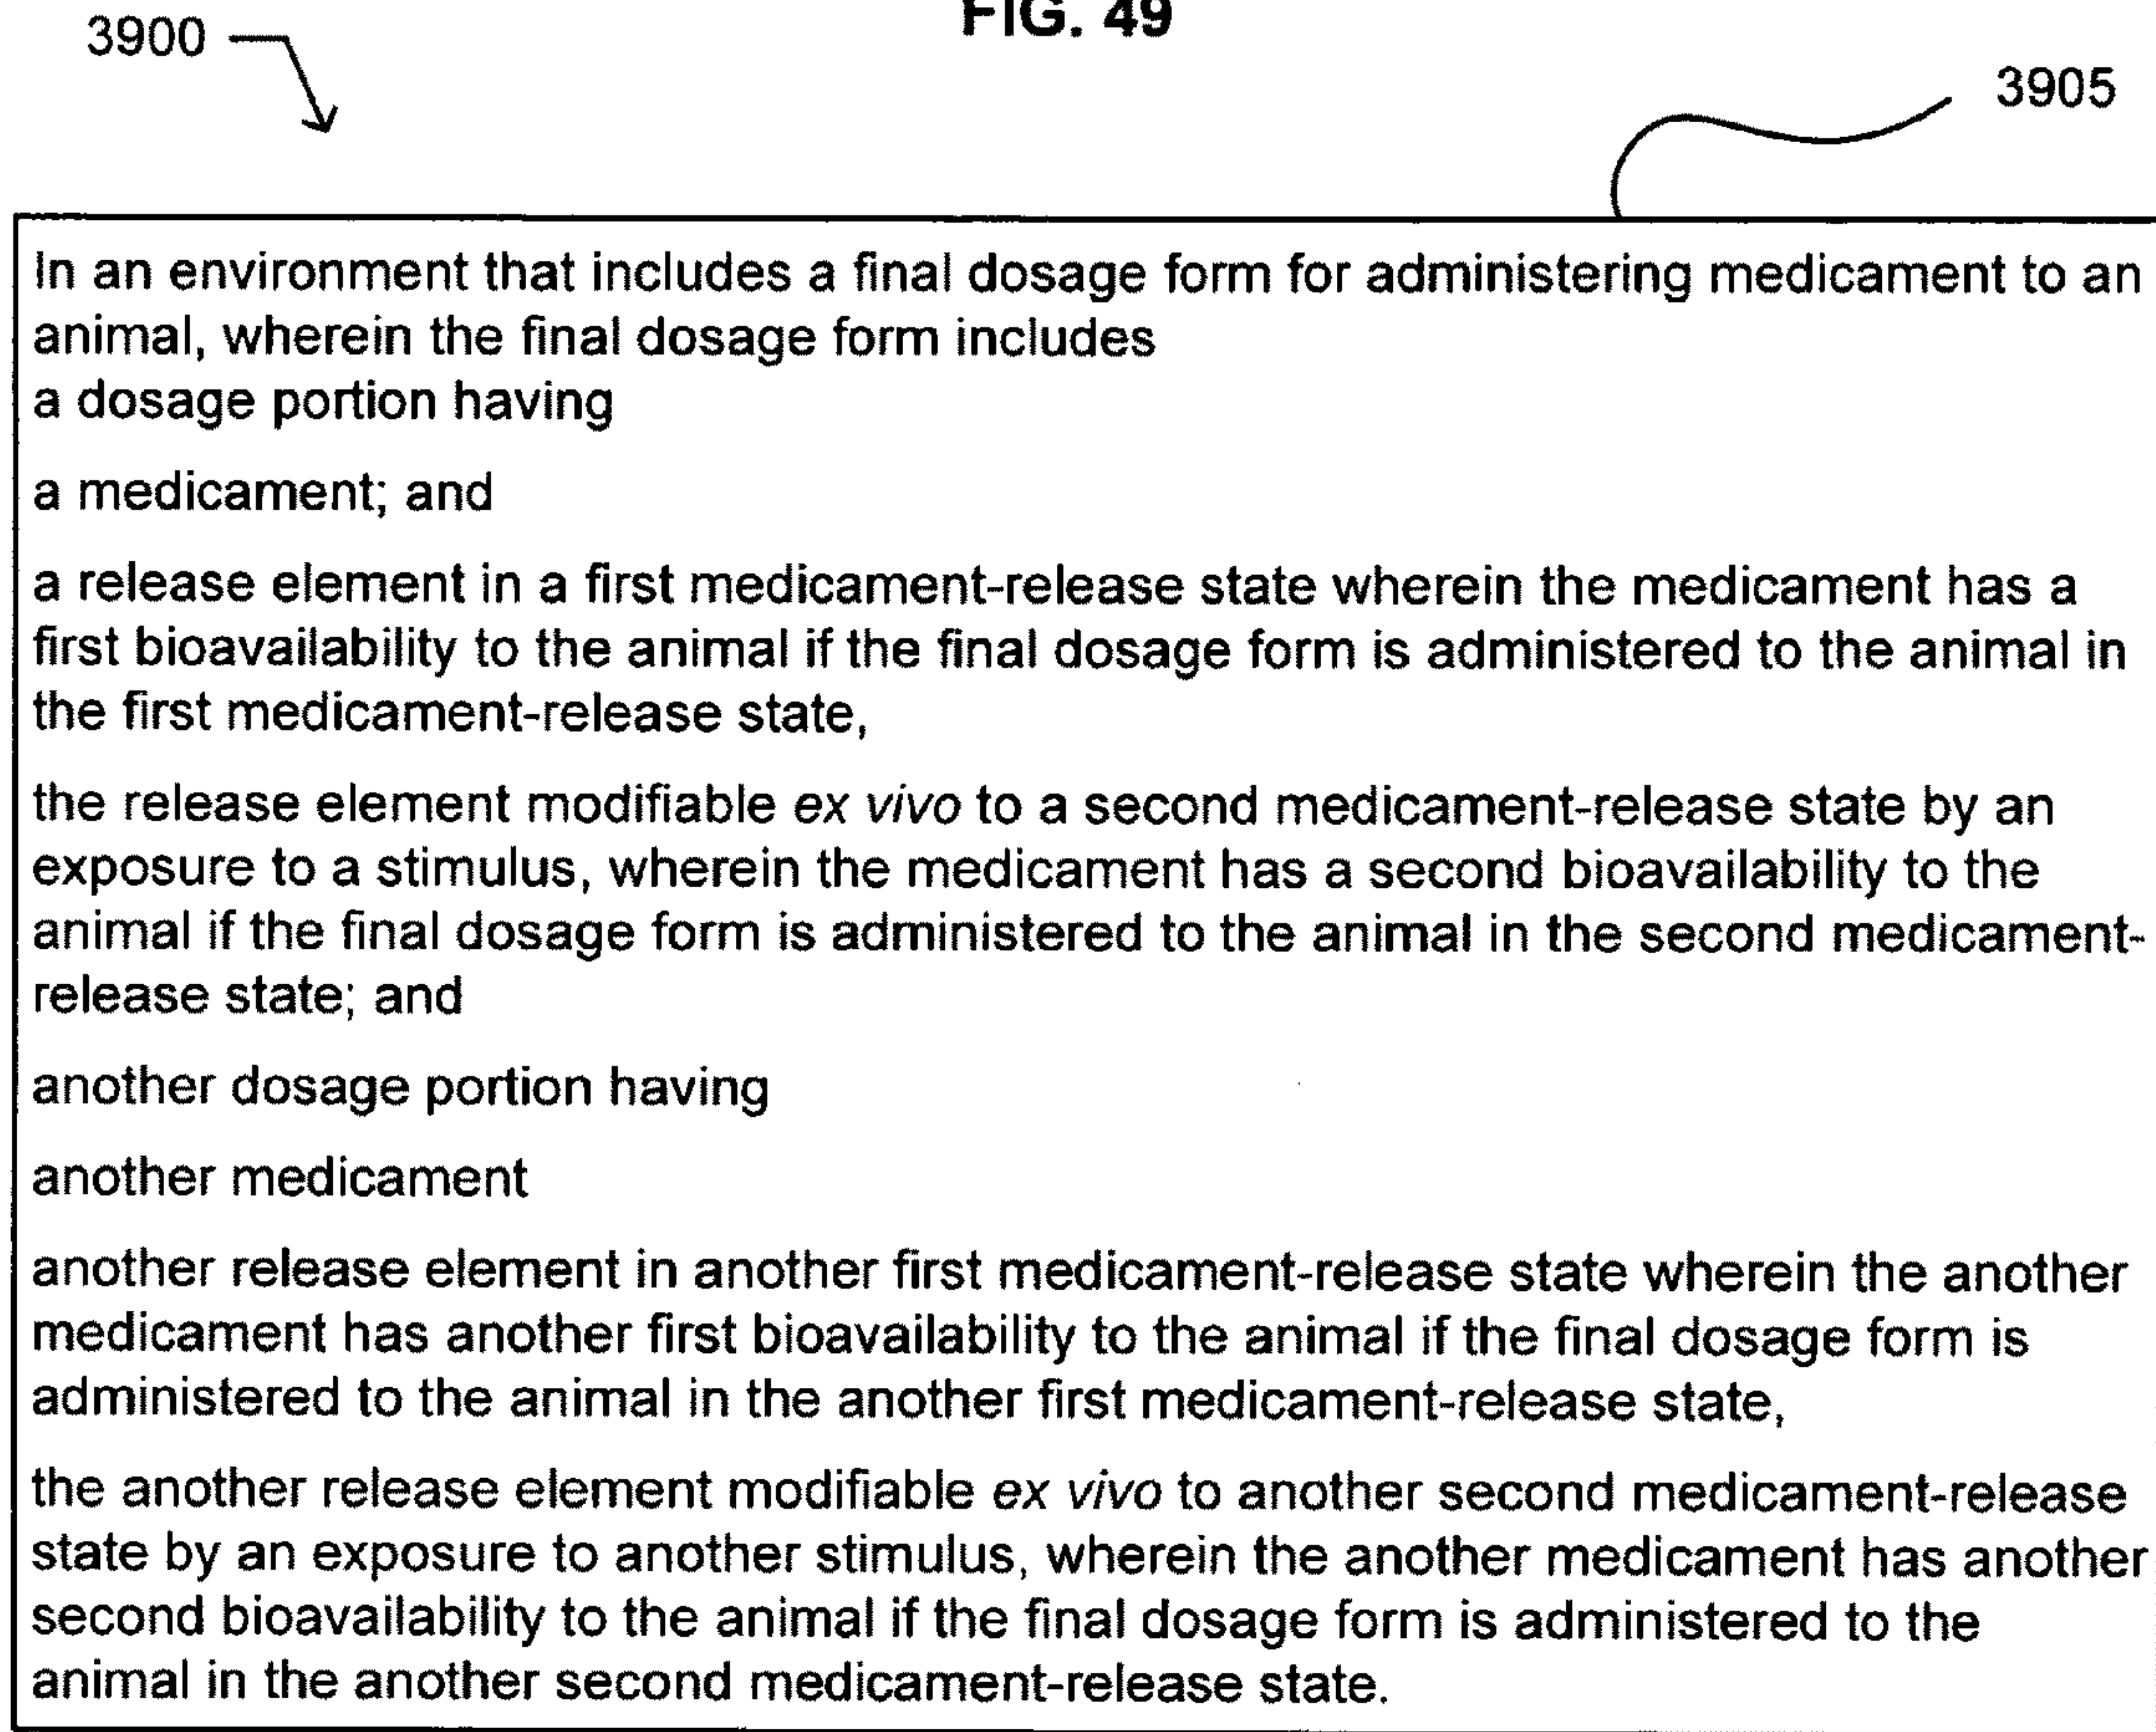 FIG. 49
3900
3905
In an environment that includes a final dosage form for administering medicament to an
animal, wherein the final dosage form includes
a dosage portion having
a medicament; and
a release element in a first medicament-release state wherein the medicament has a
first bioavailability to the animal if the final dosage form is administered to the animal in
the first medicament-release state,
the release element modifiable ex vivo to a second medicament-release state by an
exposure to a stimulus, wherein the medicament has a second bioavailability to the
animal if the final dosage form is administered to the animal in the second medicament-
release state; and
another dosage portion having
another medicament
another release element in another first medicament-release state wherein the another
medicament has another first bioavailability to the animal if the final dosage form is
administered to the animal in the another first medicament-release state,
the another release element modifiable ex vivo to another second medicament-release
state by an exposure to another stimulus, wherein the another medicament has another
second bioavailability to the animal if the final dosage form is administered to the
animal in the another second medicament-release state.